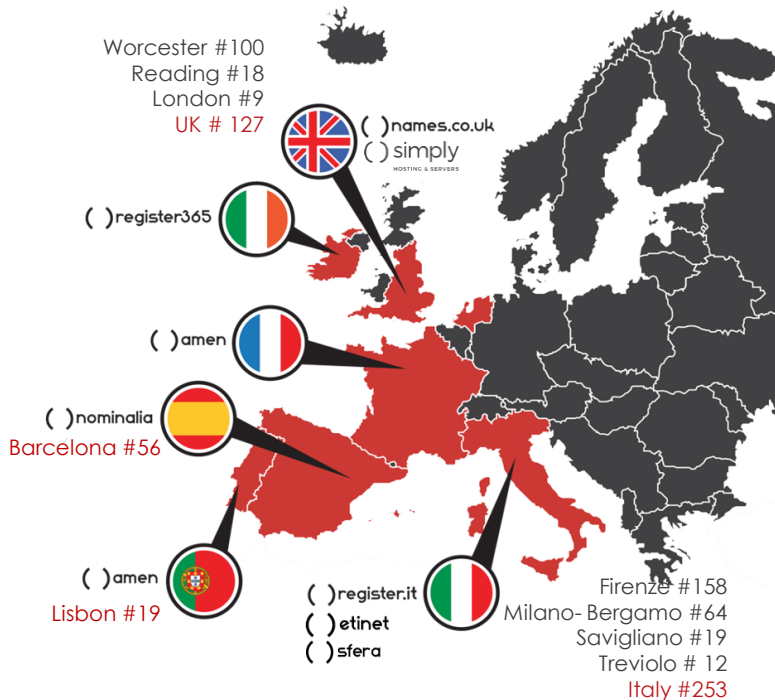 Worcester #100
Reading #18
London #9
UK # 127
( ) names.co.uk
( ) simply
HOSTING & SERVERS
( ) register365
( ) amen
( ) nominalia
Barcelona #56
( ) amen
Lisbon #19
( ) register.it
( ) etinet
( ) sfera
Firenze #158
Milano- Bergamo #64
Savigliano #19
Treviolo # 12
Italy #253